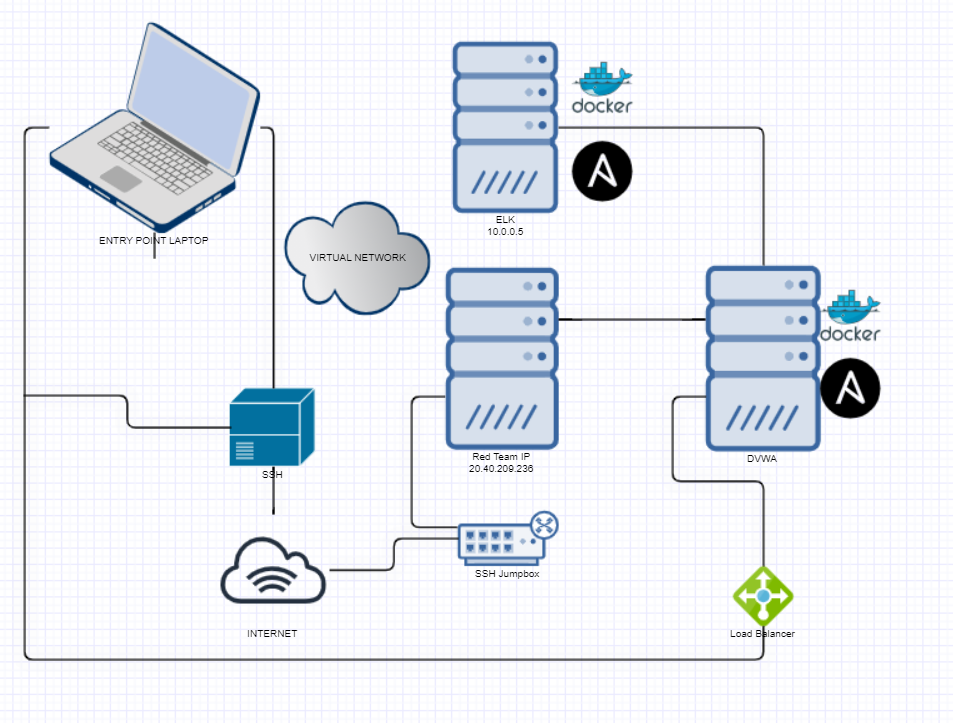 docker
ENTRY POINT LAPTOP
ELK
10.0.0.5
VIRTUAL NETWORK
docker
Red Team IP
20.40.209.236
DVWA
SSH
SSH Jumpbox
INTERNET
Load Balancer